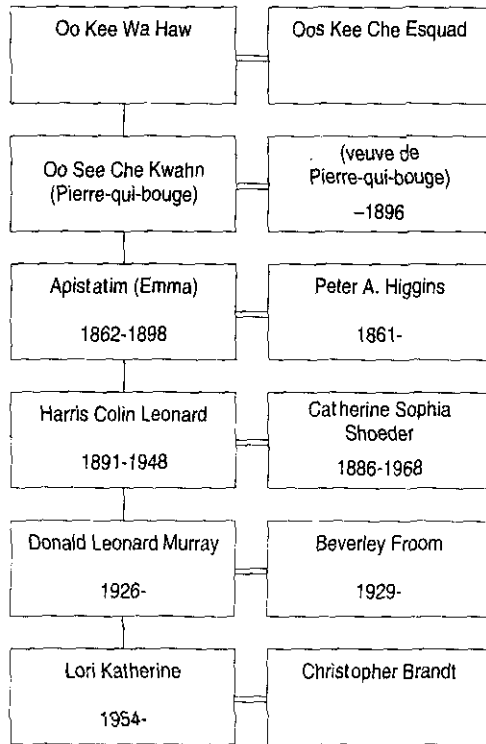 Oo Kee Wa Haw
Oos Kee Che Esquad
Oo See Che Kwahn
(Pierre-qui-bouge)
(veuve de
Pierre-qui-bouge)
–1896
Apistatim (Emma)
1862-1898
Peter A. Higgins
1861-
Harris Colin Leonard
1891-1948
Catherine Sophia
Shoeder
1886-1968
Donald Leonard Murray
1926-
Beverley Froom
1929-
Lori Katherine
1954-
Christopher Brandt